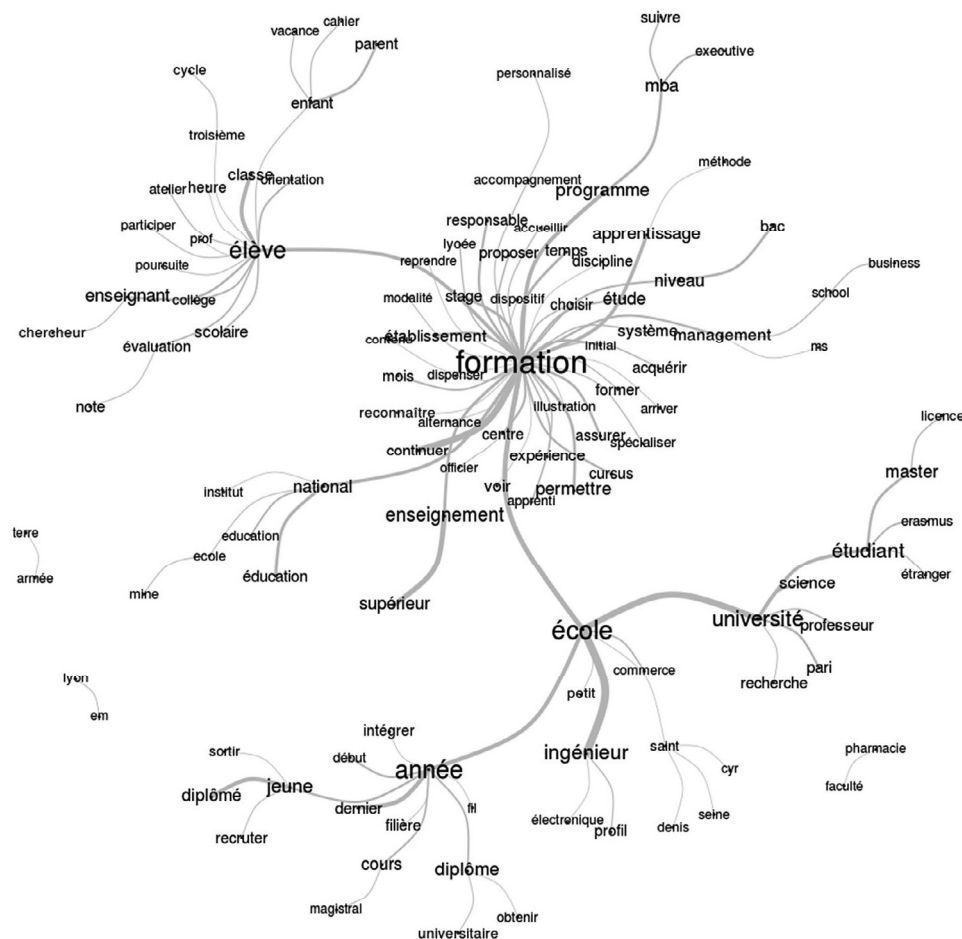 suivre
cahier
vacance
parent
executive
cycle
personnalisé
mba
enfant
troisième
méthode
classe
orientation
accompagnement
atelier
heure
programme
participer
responsable
accueillir
bac
prof
lycée
apprentissage
élève
proposer
temps
reprendre
discipline
poursuite
business
niveau
enseignant
collège
modalité
stage
dispositif
choisir
étude
school
chercheur
scolaire
établissement
système
management
évaluation
initial
ms
formation
mois
dispenser
acquérir
former
note
reconnaître
alternance
illustration
arriver
licence
centre
assurer
spécialiser
continuer
expérience
officier
cursus
master
institut
national
voir
permettre
apprenti
enseignement
erasmus
terre
education
étudiant
ecole
armée
éducation
étranger
mine
science
supérieur
université
professeur
école
pari
lyon
commerce
recherche
petit
em
intégrer
sortir
début
ingénieur
saint
pharmacie
année
cyr
jeune
faculté
diplômé
dernier
fil
filière
électronique
profil
denis
seine
recruter
cours
diplôme
magistral
obtenir
universitaire